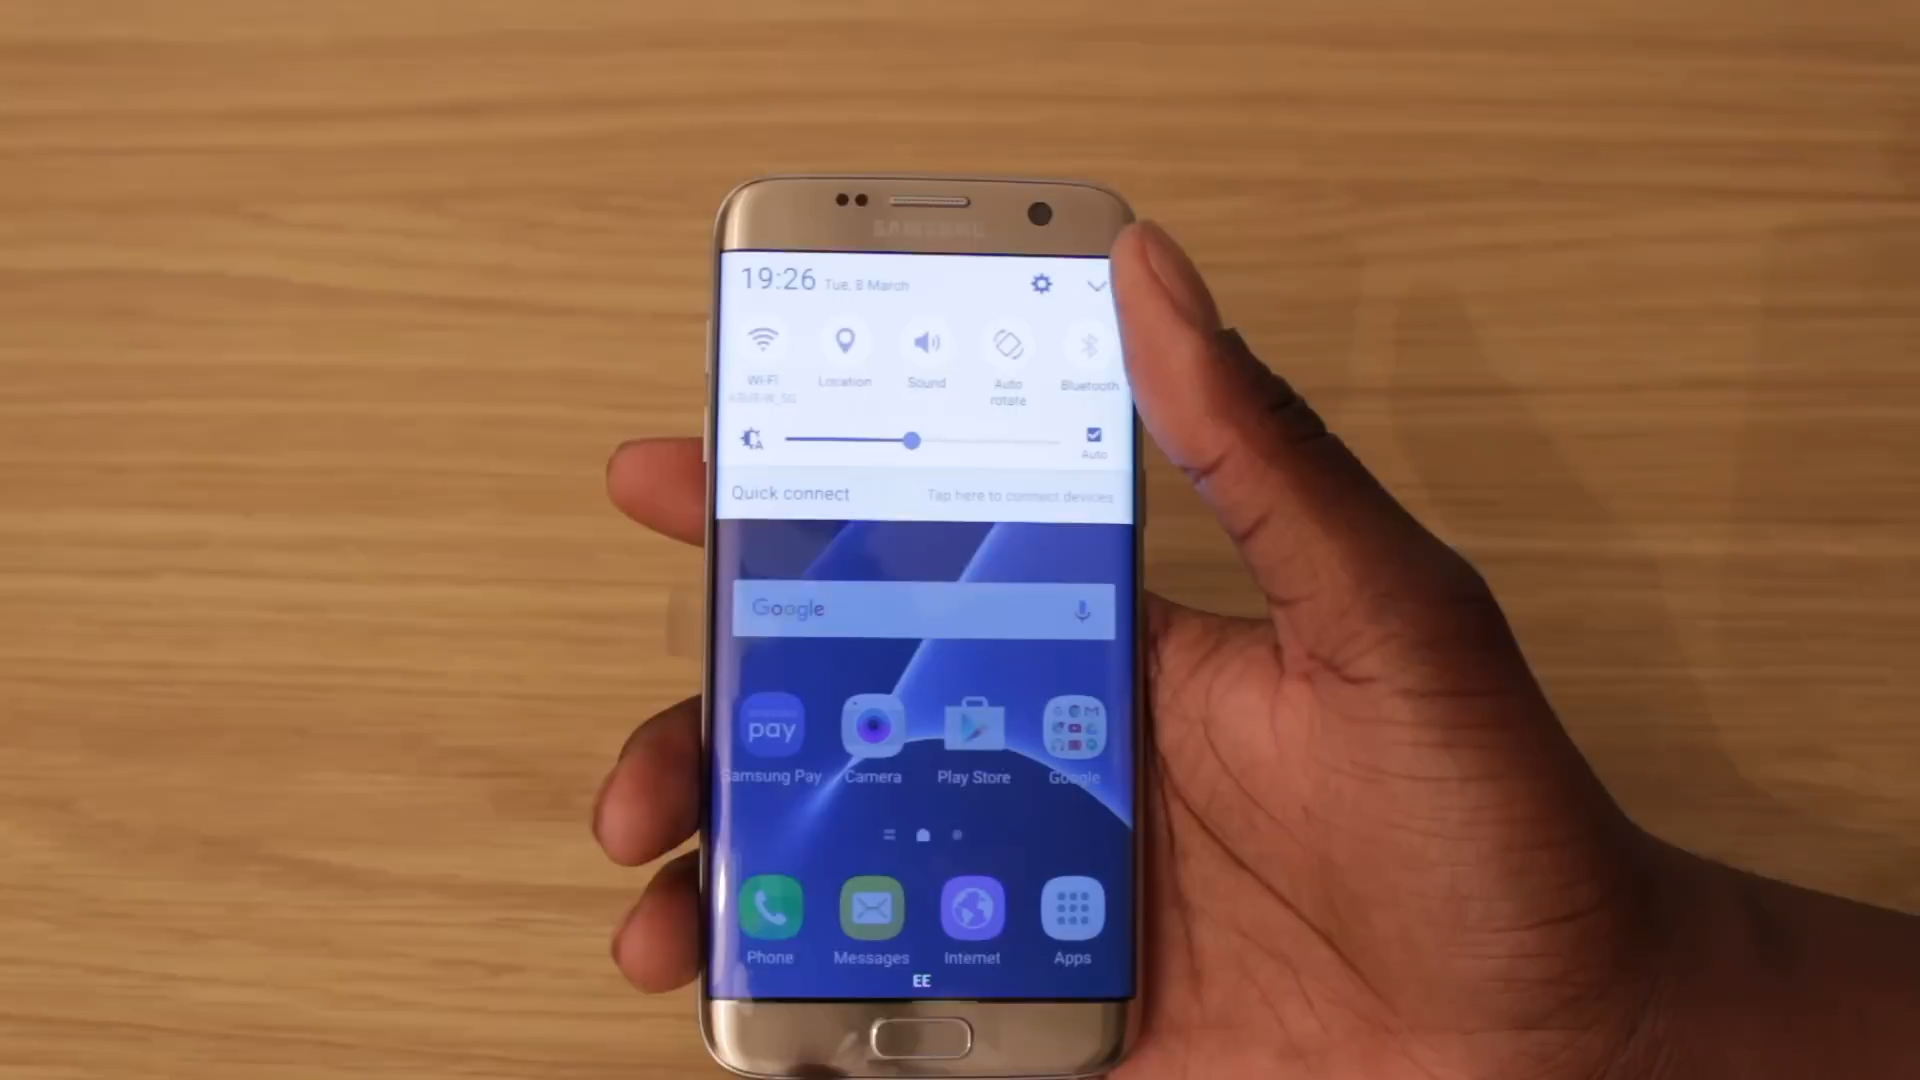 SAMSUNG
19:26 Tue, 8 March
Wi-Fi
Location
Sound
Auto
rotate
Bluetooth
Auto
Quick connect
Tap here to connect devices
Google
pay
Samsung Pay
Camera
Play Store
Google
Phone
Messages
Internet
Apps
EE